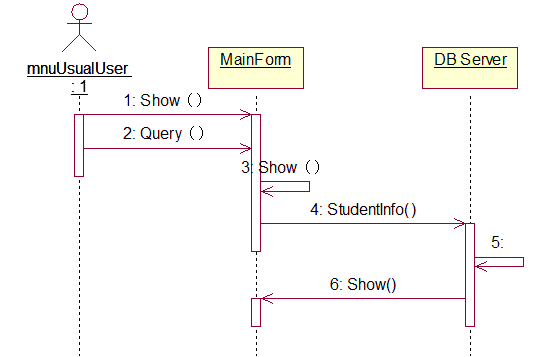 mnuUsualUser
: 1
MainForm
DB Server
1: Show（）
2: Query（）
3: Show（）
4: StudentInfo()
5:
6: Show()